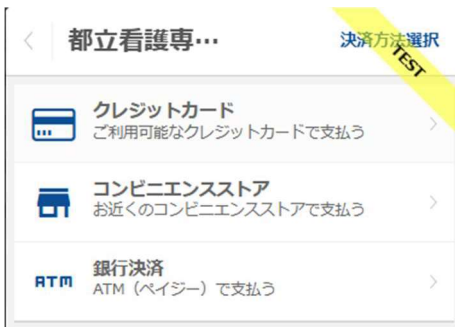 都立看護専…
決済方法選択
TEST
クレジットカード
ご利用可能なクレジットカードで支払う
コンビニエンスストア
お近くのコンビニエンスストアで支払う
ATM
銀行決済
ATM（ペイジー）で支払う